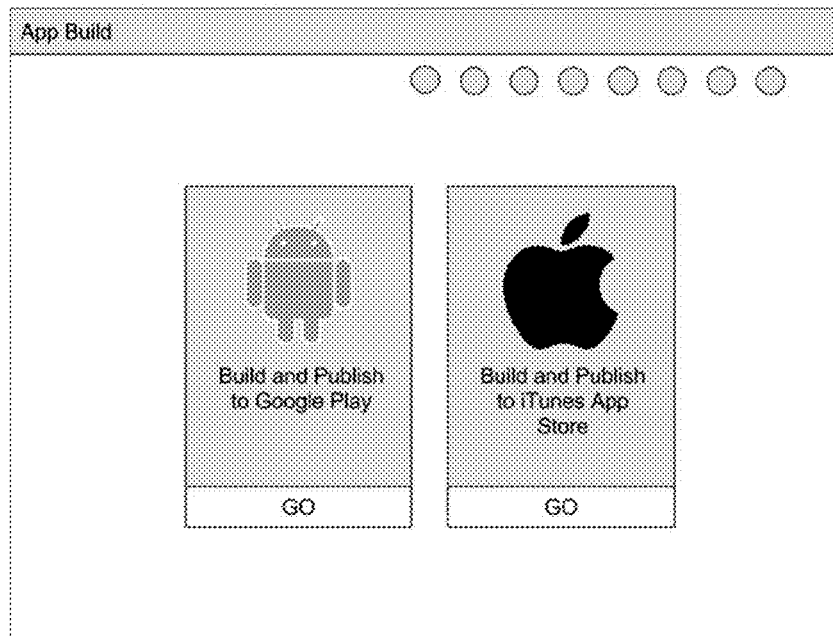 App Build
Build and Publish
to Google Play
GO
Build and Publish
to iTunes App
Store
GO